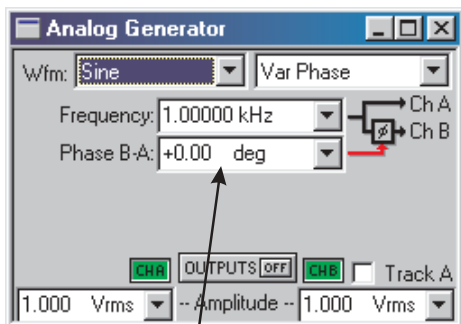 Analog Generator
Wfm: Sine Var Phase
Frequency: 1.00000 kHz Ch A
ø Ch B
Phase B-A: +0.00 deg
CHA OUTPUTS OFF CHB Track A
1.000 Vrms -- Amplitude -- 1.000 Vrms